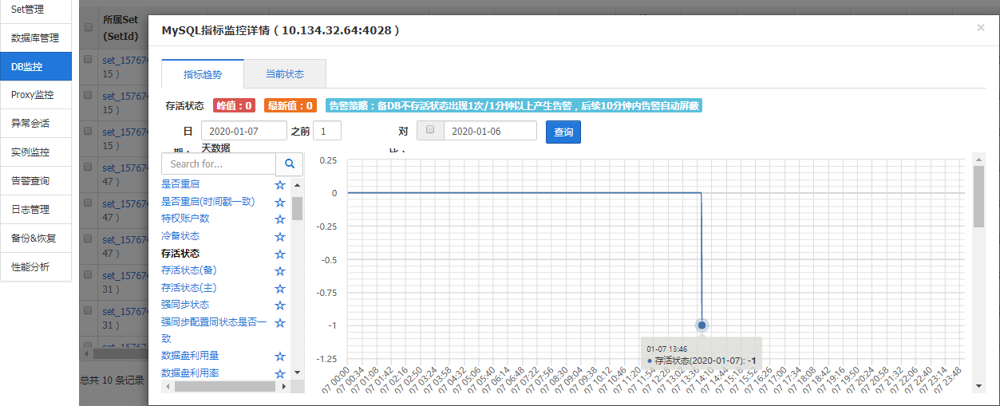 Set管理
数据库管理
DB监控
Proxy监控
异常会话
实例监控
告警查询
日志管理
备份&恢复
性能分析
所属Set
(SetId)
set_157674
15 )
set_157674
15 )
set_157674
15 )
set_157674
47 )
set_157674
47 )
set_157674
47 )
set_157674
31 )
set_157674
31 )
set_157674
总共 10 条记录
MySQL指标监控详情（10.134.32.64:4028）
×
指标趋势
当前状态
存活状态 峰值：0 最新值：0 告警策略：备DB不存活状态出现1次/1分钟以上产生告警，后续10分钟内告警自动屏蔽
日期： 2020-01-07 之前 1 天数据 对比： 2020-01-06 查询
Search for...
是否重启
是否重启(时间戳一致)
特权账户数
冷备状态
存活状态
存活状态(备)
存活状态(主)
强同步状态
强同步配置同状态是否一
致
数据盘利用量
数据盘利用率
0.25
0
-0.25
-0.5
-0.75
-1
-1.25
01-07 13:46
存活状态(2020-01-07): -1
07 00:00
07 00:34
07 01:08
07 01:42
07 02:16
07 02:50
07 03:24
07 03:58
07 04:32
07 05:06
07 05:40
07 06:14
07 06:48
07 07:22
07 07:56
07 08:30
07 09:04
07 09:38
07 10:12
07 10:46
07 11:20
07 11:54
07 12:28
07 13:02
07 13:36
07 14:10
07 14:44
07 15:18
07 15:52
07 16:26
07 17:00
07 17:34
07 18:08
07 18:42
07 19:16
07 19:50
07 20:24
07 20:58
07 21:32
07 22:06
07 22:40
07 23:14
07 23:48